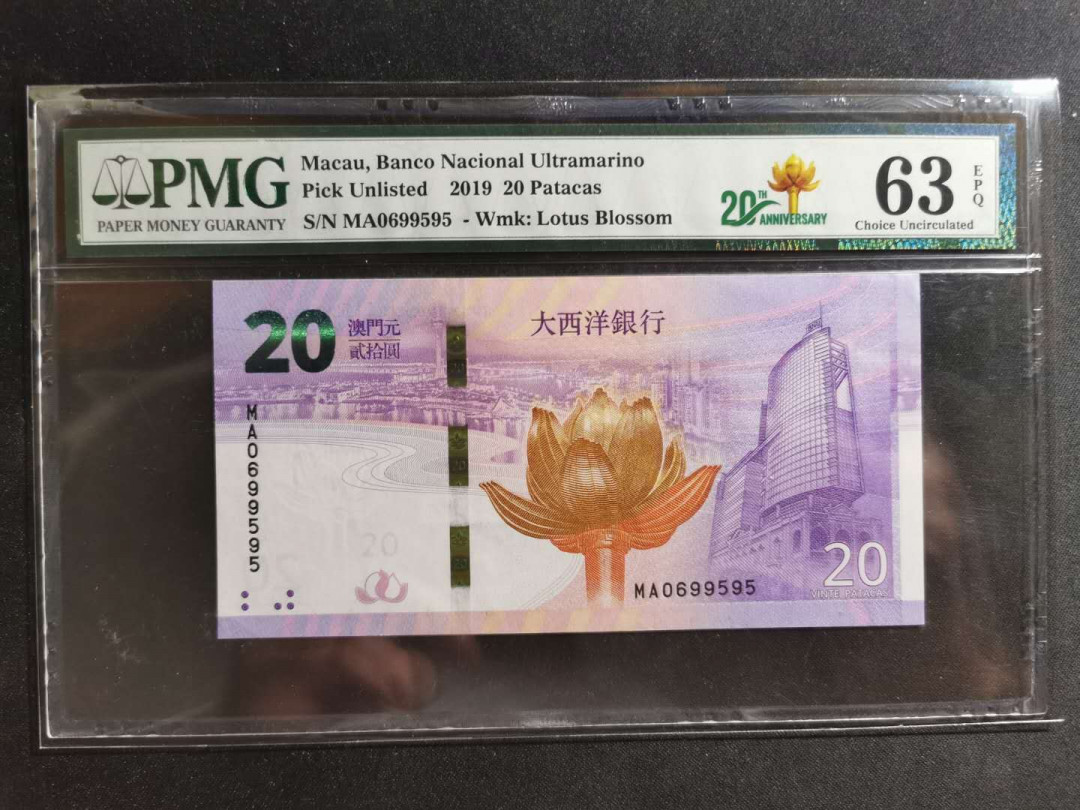 PMG
PAPER MONEY GUARANTY
Macau, Banco Nacional Ultramarino
Pick Unlisted 2019 20 Patacas
S/N MA0699595 - Wmk: Lotus Blossom
20TH
ANNIVERSARY
63
EPQ
Choice Uncirculated
20
澳門元
貳拾圓
大西洋銀行
MA0699595
20
MA0699595
20
VINTE PATACAS